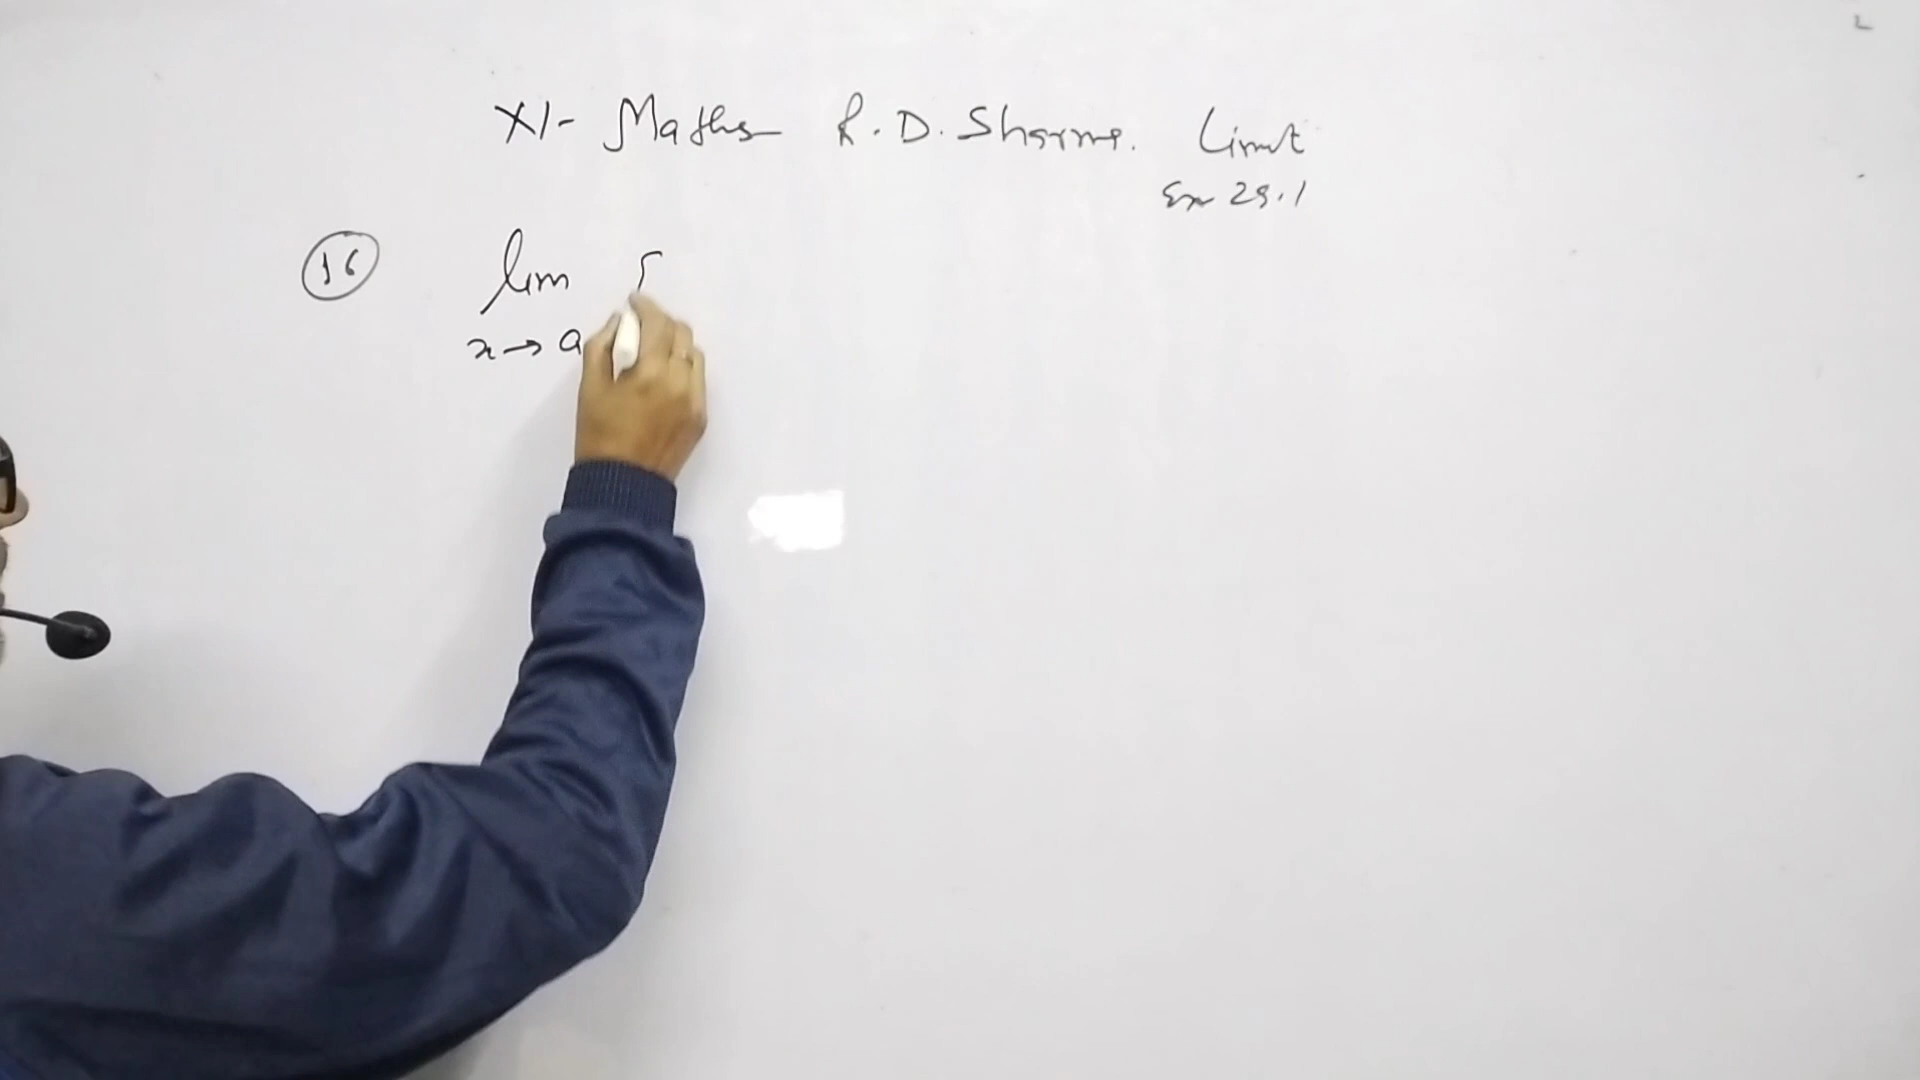 XI- Maths R.D. Sharma. Limit
Ex 29.1
16 lim [
x→a